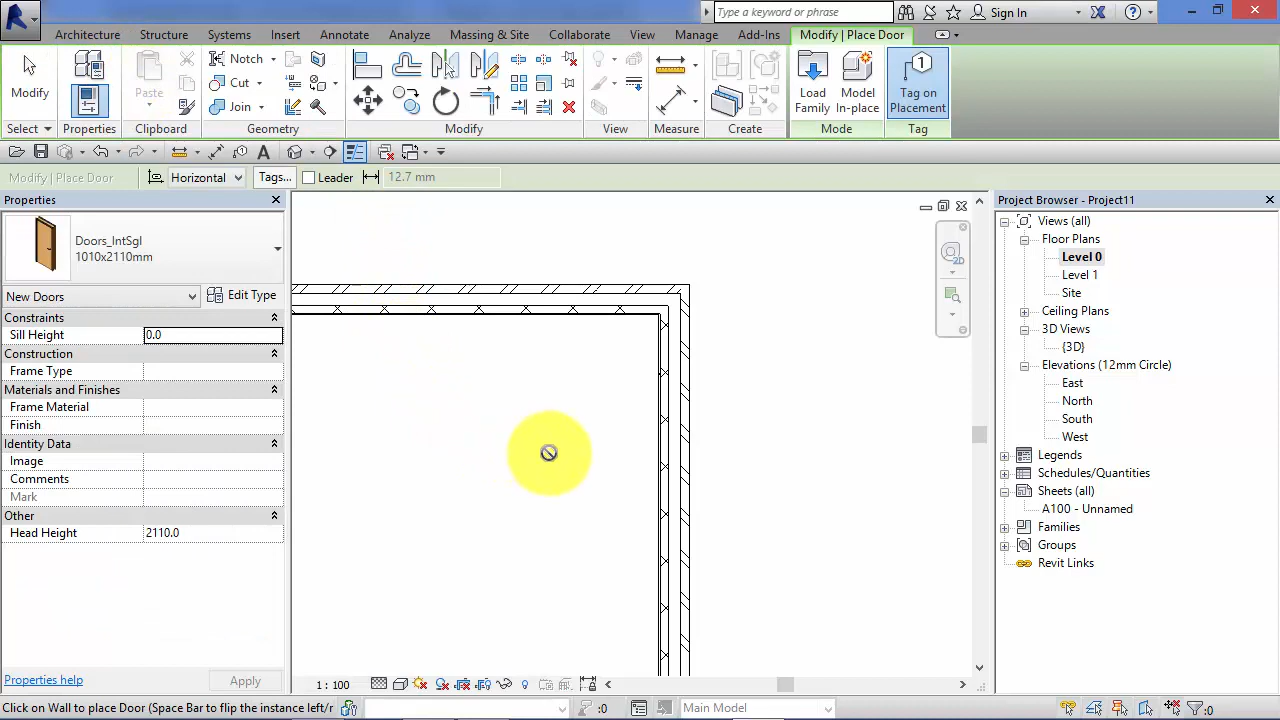 Type a keyword or phrase
Sign In
Architecture
Structure
Systems
Insert
Annotate
Analyze
Massing & Site
Collaborate
View
Manage
Add-Ins
Modify | Place Door
Modify
Paste
Notch
Cut
Join
Load Family
Model In-place
1
Tag on Placement
Select
Properties
Clipboard
Geometry
Modify
View
Measure
Create
Mode
Tag
Modify | Place Door
Horizontal
Tags...
Leader
12.7 mm
Properties
Doors_IntSgl
1010x2110mm
New Doors
Edit Type
Constraints
Sill Height 0.0
Construction
Frame Type
Materials and Finishes
Frame Material
Finish
Identity Data
Image
Comments
Mark
Other
Head Height 2110.0
Properties help
Apply
2D
1 : 100
Project Browser - Project11
Views (all)
Floor Plans
Level 0
Level 1
Site
Ceiling Plans
3D Views
{3D}
Elevations (12mm Circle)
East
North
South
West
Legends
Schedules/Quantities
Sheets (all)
A100 - Unnamed
Families
Groups
Revit Links
Click on Wall to place Door (Space Bar to flip the instance left/r
:0
Main Model
:0